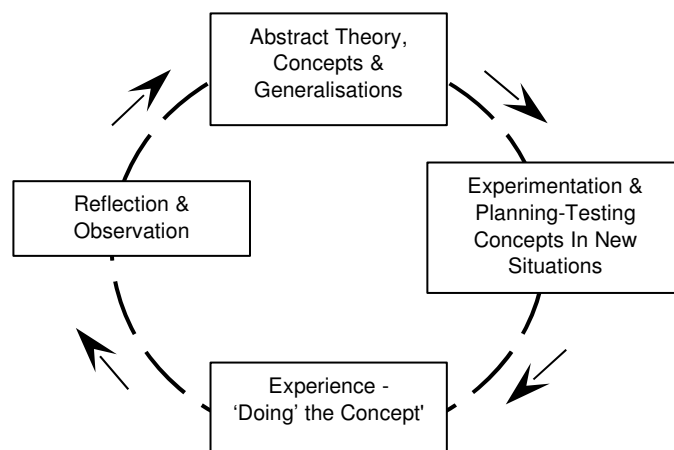 Abstract Theory,
Concepts &
Generalisations
Reflection &
Observation
Experimentation &
Planning-Testing
Concepts In New
Situations
Experience -
‘Doing’ the Concept'